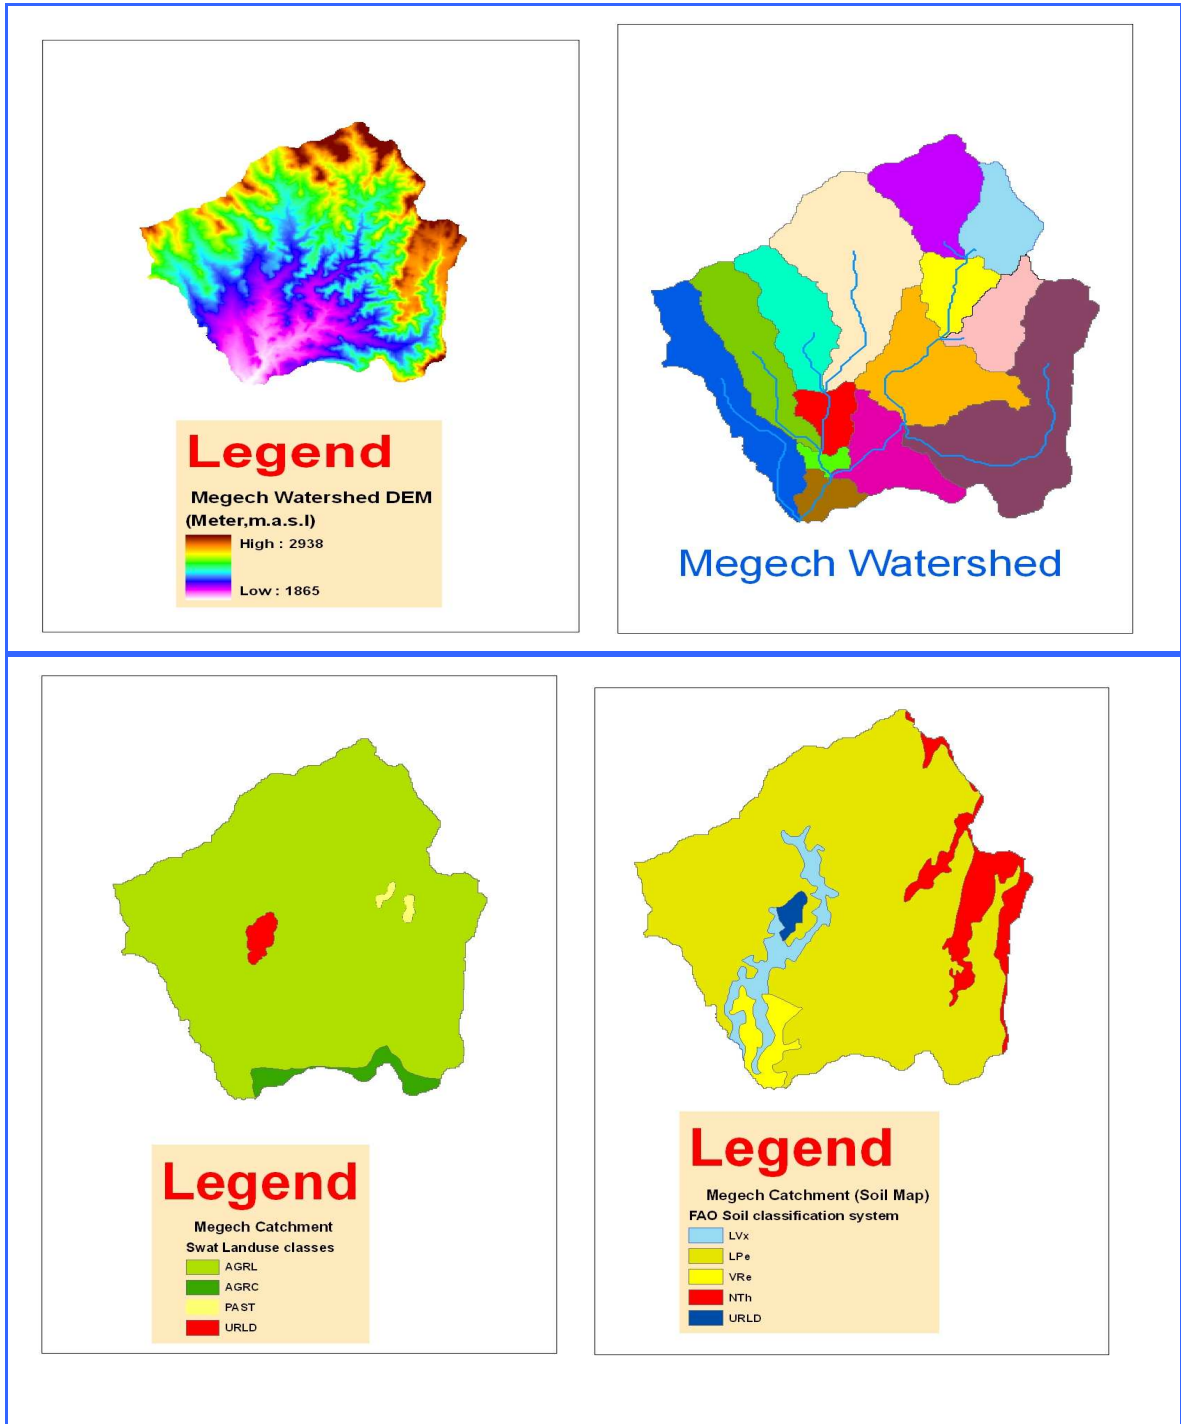 Legend
Megech Watershed DEM
(Meter,m.a.s.l)
High : 2938
Low : 1865
Megech Watershed
Legend
Megech Catchment
Swat Landuse classes
AGRL
AGRC
PAST
URLD
Legend
Megech Catchment (Soil Map)
FAO Soil classification system
LVx
LPe
VRe
NTh
URLD